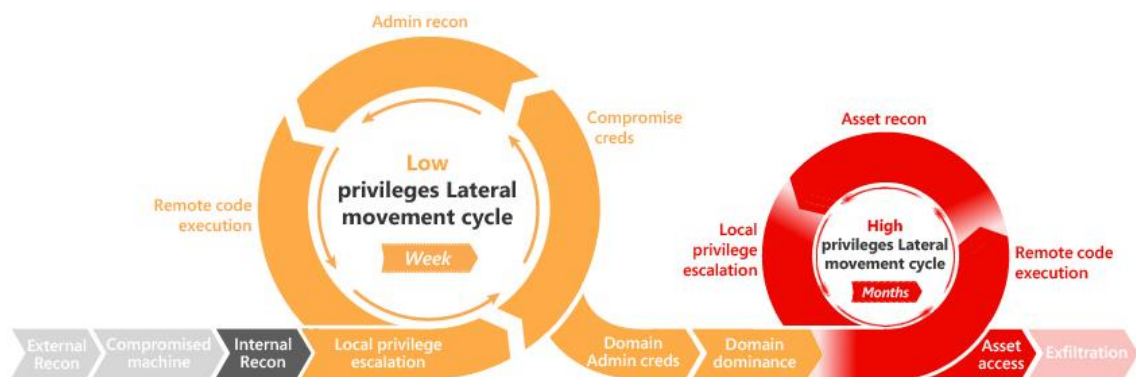 Admin recon
Compromise
creds
Low
privileges Lateral
movement cycle
Week
Remote code
execution
Asset recon
High
privileges Lateral
movement cycle
Months
Local
privilege
escalation
Remote code
execution
External
Recon
Compromised
machine
Internal
Recon
Local privilege
escalation
Domain
Admin creds
Domain
dominance
Asset
access
Exfiltration